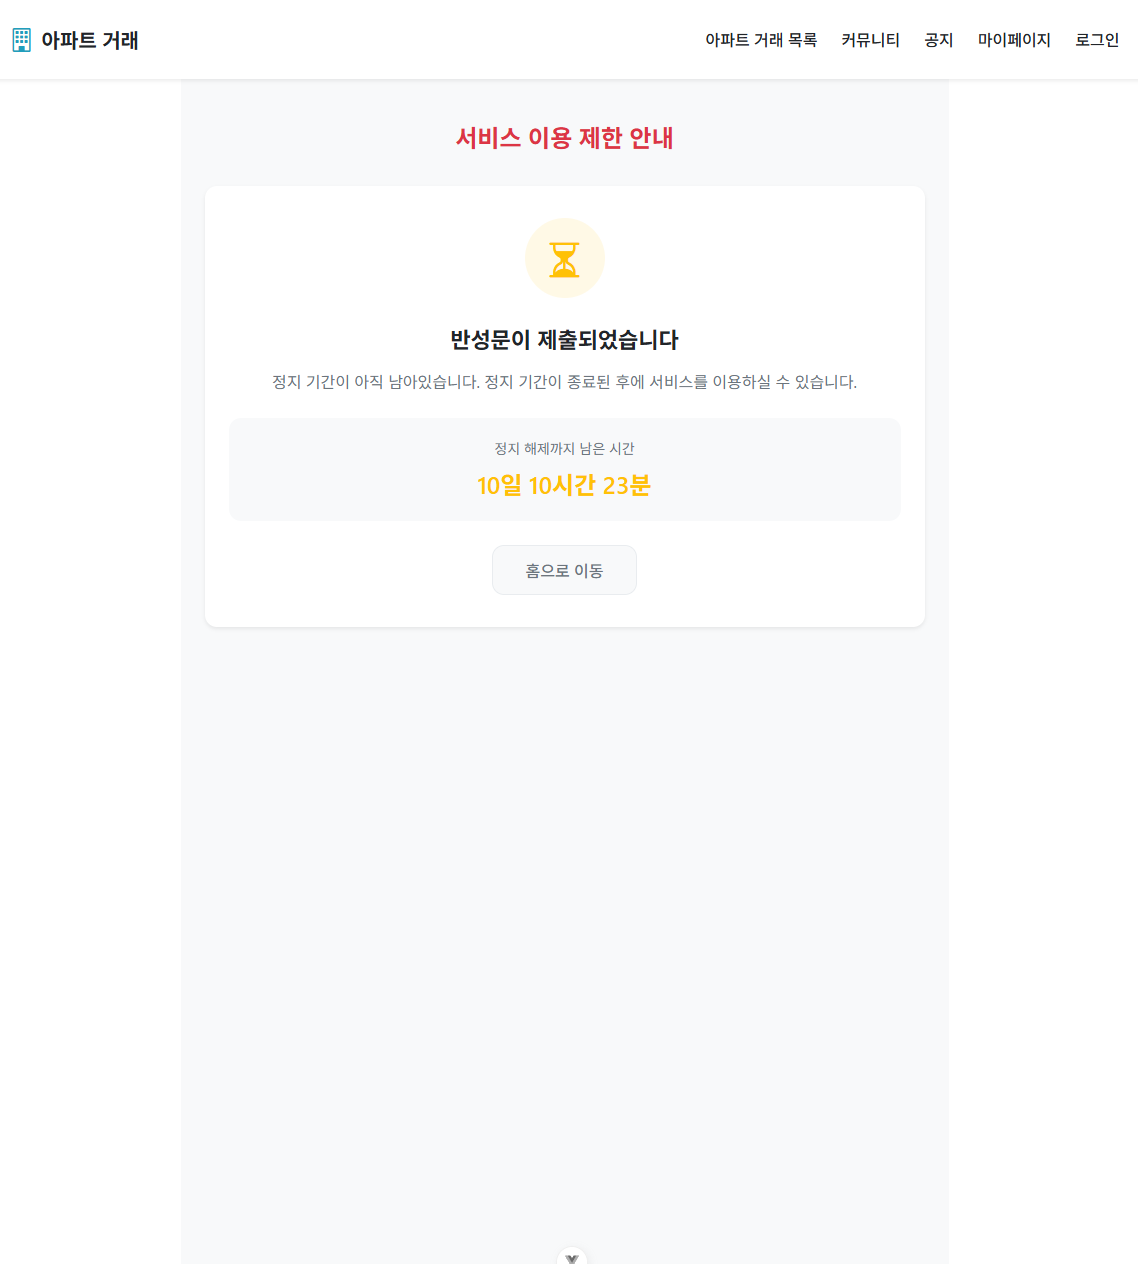 아파트 거래
아파트 거래 목록 커뮤니티 공지 마이페이지 로그인
서비스 이용 제한 안내
반성문이 제출되었습니다
정지 기간이 아직 남아있습니다. 정지 기간이 종료된 후에 서비스를 이용하실 수 있습니다.
정지 해제까지 남은 시간
10일 10시간 23분
홈으로 이동